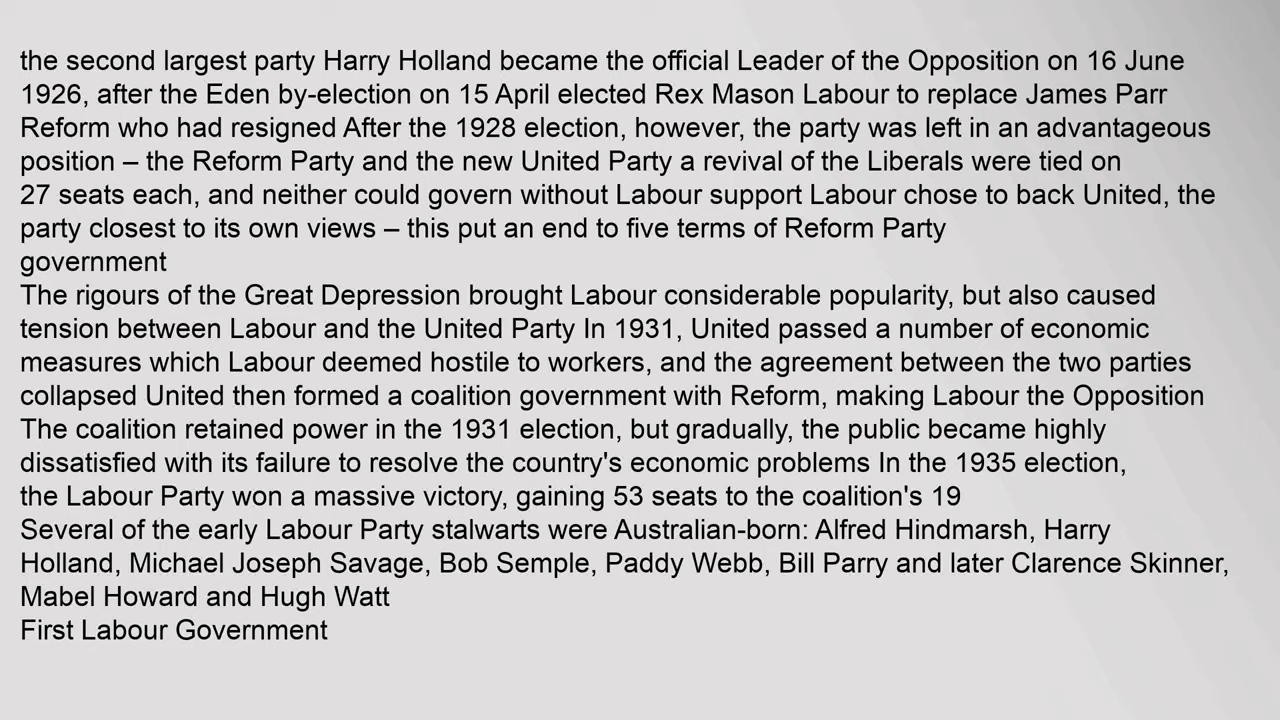 the second largest party Harry Holland became the official Leader of the Opposition on 16 June
1926, after the Eden by-election on 15 April elected Rex Mason Labour to replace James Parr
Reform who had resigned After the 1928 election, however, the party was left in an advantageous
position – the Reform Party and the new United Party a revival of the Liberals were tied on
27 seats each, and neither could govern without Labour support Labour chose to back United, the
party closest to its own views – this put an end to five terms of Reform Party
government
The rigours of the Great Depression brought Labour considerable popularity, but also caused
tension between Labour and the United Party In 1931, United passed a number of economic
measures which Labour deemed hostile to workers, and the agreement between the two parties
collapsed United then formed a coalition government with Reform, making Labour the Opposition
The coalition retained power in the 1931 election, but gradually, the public became highly
dissatisfied with its failure to resolve the country's economic problems In the 1935 election,
the Labour Party won a massive victory, gaining 53 seats to the coalition's 19
Several of the early Labour Party stalwarts were Australian-born: Alfred Hindmarsh, Harry
Holland, Michael Joseph Savage, Bob Semple, Paddy Webb, Bill Parry and later Clarence Skinner,
Mabel Howard and Hugh Watt
First Labour Government